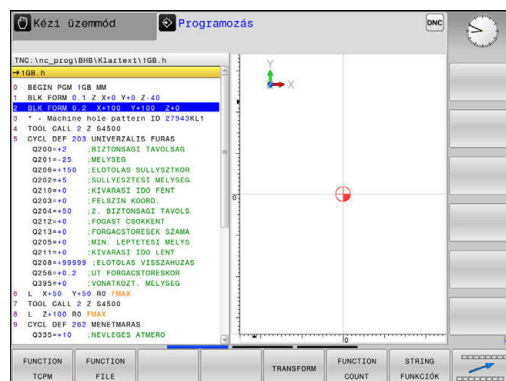 Kézi üzemmód
Programozás
DNC
TNC:\nc_prog\BHB\Klartext\1GB.h
→1GB.h
0 BEGIN PGM 1GB MM
1 BLK FORM 0.1 Z X+0 Y+0 Z-40
2 BLK FORM 0.2 X+100 Y+100 Z+0
3 * - Machine hole pattern ID 27943KL1
4 TOOL CALL 2 Z S4500
5 CYCL DEF 203 UNIVERZALIS FURAS
Q200=+2 ;BIZTONSAGI TAVOLSAG
Q201=-25 ;MELYSEG
Q206=+150 ;ELOTOLAS SULLYSZTKOR
Q202=+5 ;SULLYESZTESI MELYSEG
Q210=+0 ;KIVARASI IDO FENT
Q203=+0 ;FELSZIN KOORD.
Q204=+50 ;2. BIZTONSAGI TAVOLS
Q212=+0 ;FOGAST CSOKKENT
Q213=+0 ;FORGACSTORESEK SZAMA
Q205=+0 ;MIN. LEPTETESI MELYS
Q211=+0 ;KIVARASI IDO LENT
Q208=+99999 ;ELOTOLAS VISSZAHUZAS
Q256=+0.2 ;UT FORGACSTORESKOR
Q395=+0 ;VONATKOZT. MELYSEG
6 L X+50 Y+50 R0 FMAX
7 TOOL CALL 2 Z S4500
8 L Z+100 R0 FMAX
9 CYCL DEF 262 MENETMARAS
Q335=+10 ;NEVLEGES ATMERO
Y
X
0
0
FUNCTION
TCPM
FUNCTION
FILE
TRANSFORM
FUNCTION
COUNT
STRING
FUNKCIÓK